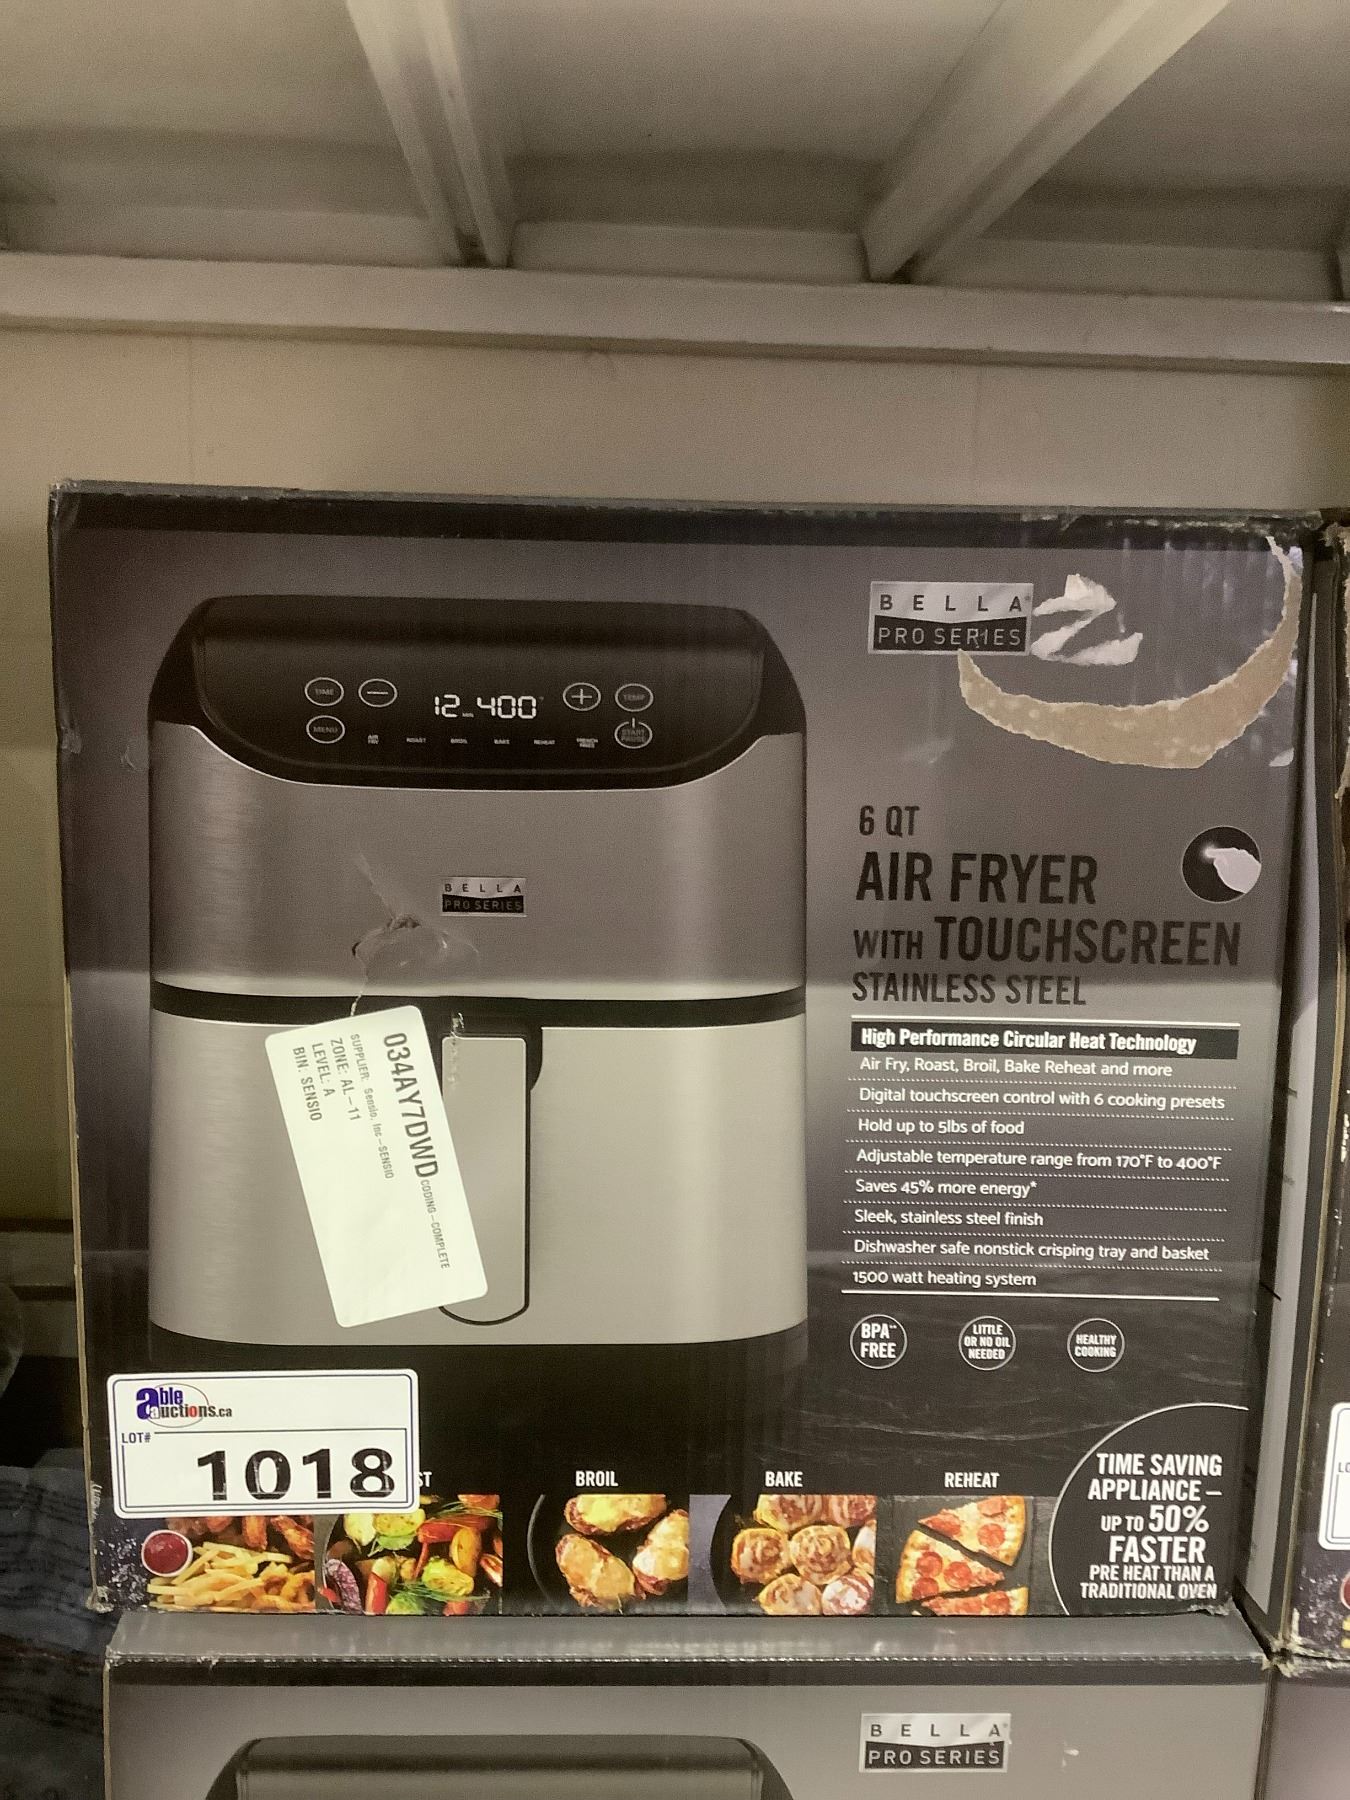 BELLA
PRO SERIES
TIME
12 MIN 400°
TEMP
MENU
AIR FRY
ROAST
BROIL
BAKE
REHEAT
FRENCH FRIES
START PAUSE
BELLA
PRO SERIES
6 QT
AIR FRYER
WITH TOUCHSCREEN
STAINLESS STEEL
High Performance Circular Heat Technology
Air Fry, Roast, Broil, Bake Reheat and more
Digital touchscreen control with 6 cooking presets
Hold up to 5lbs of food
Adjustable temperature range from 170°F to 400°F
Saves 45% more energy*
Sleek, stainless steel finish
Dishwasher safe nonstick crisping tray and basket
1500 watt heating system
BPA**
FREE
LITTLE
OR NO OIL
NEEDED
HEALTHY
COOKING
034AY7DWD CODING-COMPLETE
SUPPLIER: Sensio, Inc-SENSIO
ZONE: AL-11
LEVEL: A
BIN: SENSIO
able
auctions.ca
LOT#
1018
ST
BROIL
BAKE
REHEAT
TIME SAVING
APPLIANCE –
UP TO 50%
FASTER
PRE HEAT THAN A
TRADITIONAL OVEN
BELLA
PRO SERIES